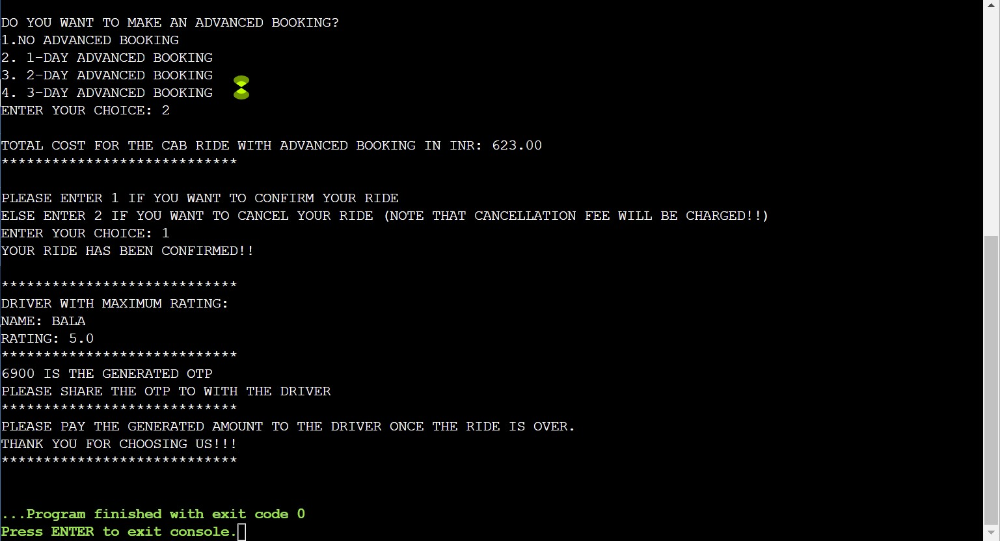 DO YOU WANT TO MAKE AN ADVANCED BOOKING?
1.NO ADVANCED BOOKING
2. 1-DAY ADVANCED BOOKING
3. 2-DAY ADVANCED BOOKING
4. 3-DAY ADVANCED BOOKING
ENTER YOUR CHOICE: 2
TOTAL COST FOR THE CAB RIDE WITH ADVANCED BOOKING IN INR: 623.00
****************************
PLEASE ENTER 1 IF YOU WANT TO CONFIRM YOUR RIDE
ELSE ENTER 2 IF YOU WANT TO CANCEL YOUR RIDE (NOTE THAT CANCELLATION FEE WILL BE CHARGED!!)
ENTER YOUR CHOICE: 1
YOUR RIDE HAS BEEN CONFIRMED!!
****************************
DRIVER WITH MAXIMUM RATING:
NAME: BALA
RATING: 5.0
****************************
6900 IS THE GENERATED OTP
PLEASE SHARE THE OTP TO WITH THE DRIVER
****************************
PLEASE PAY THE GENERATED AMOUNT TO THE DRIVER ONCE THE RIDE IS OVER.
THANK YOU FOR CHOOSING US!!!
****************************
...Program finished with exit code 0
Press ENTER to exit console.